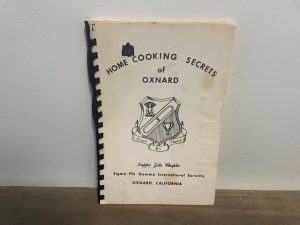 HOME COOKING SECRETS
of
OXNARD
Kappa Zeta Chapter
Sigma Phi Gamma International Sorority
OXNARD, CALIFORNIA